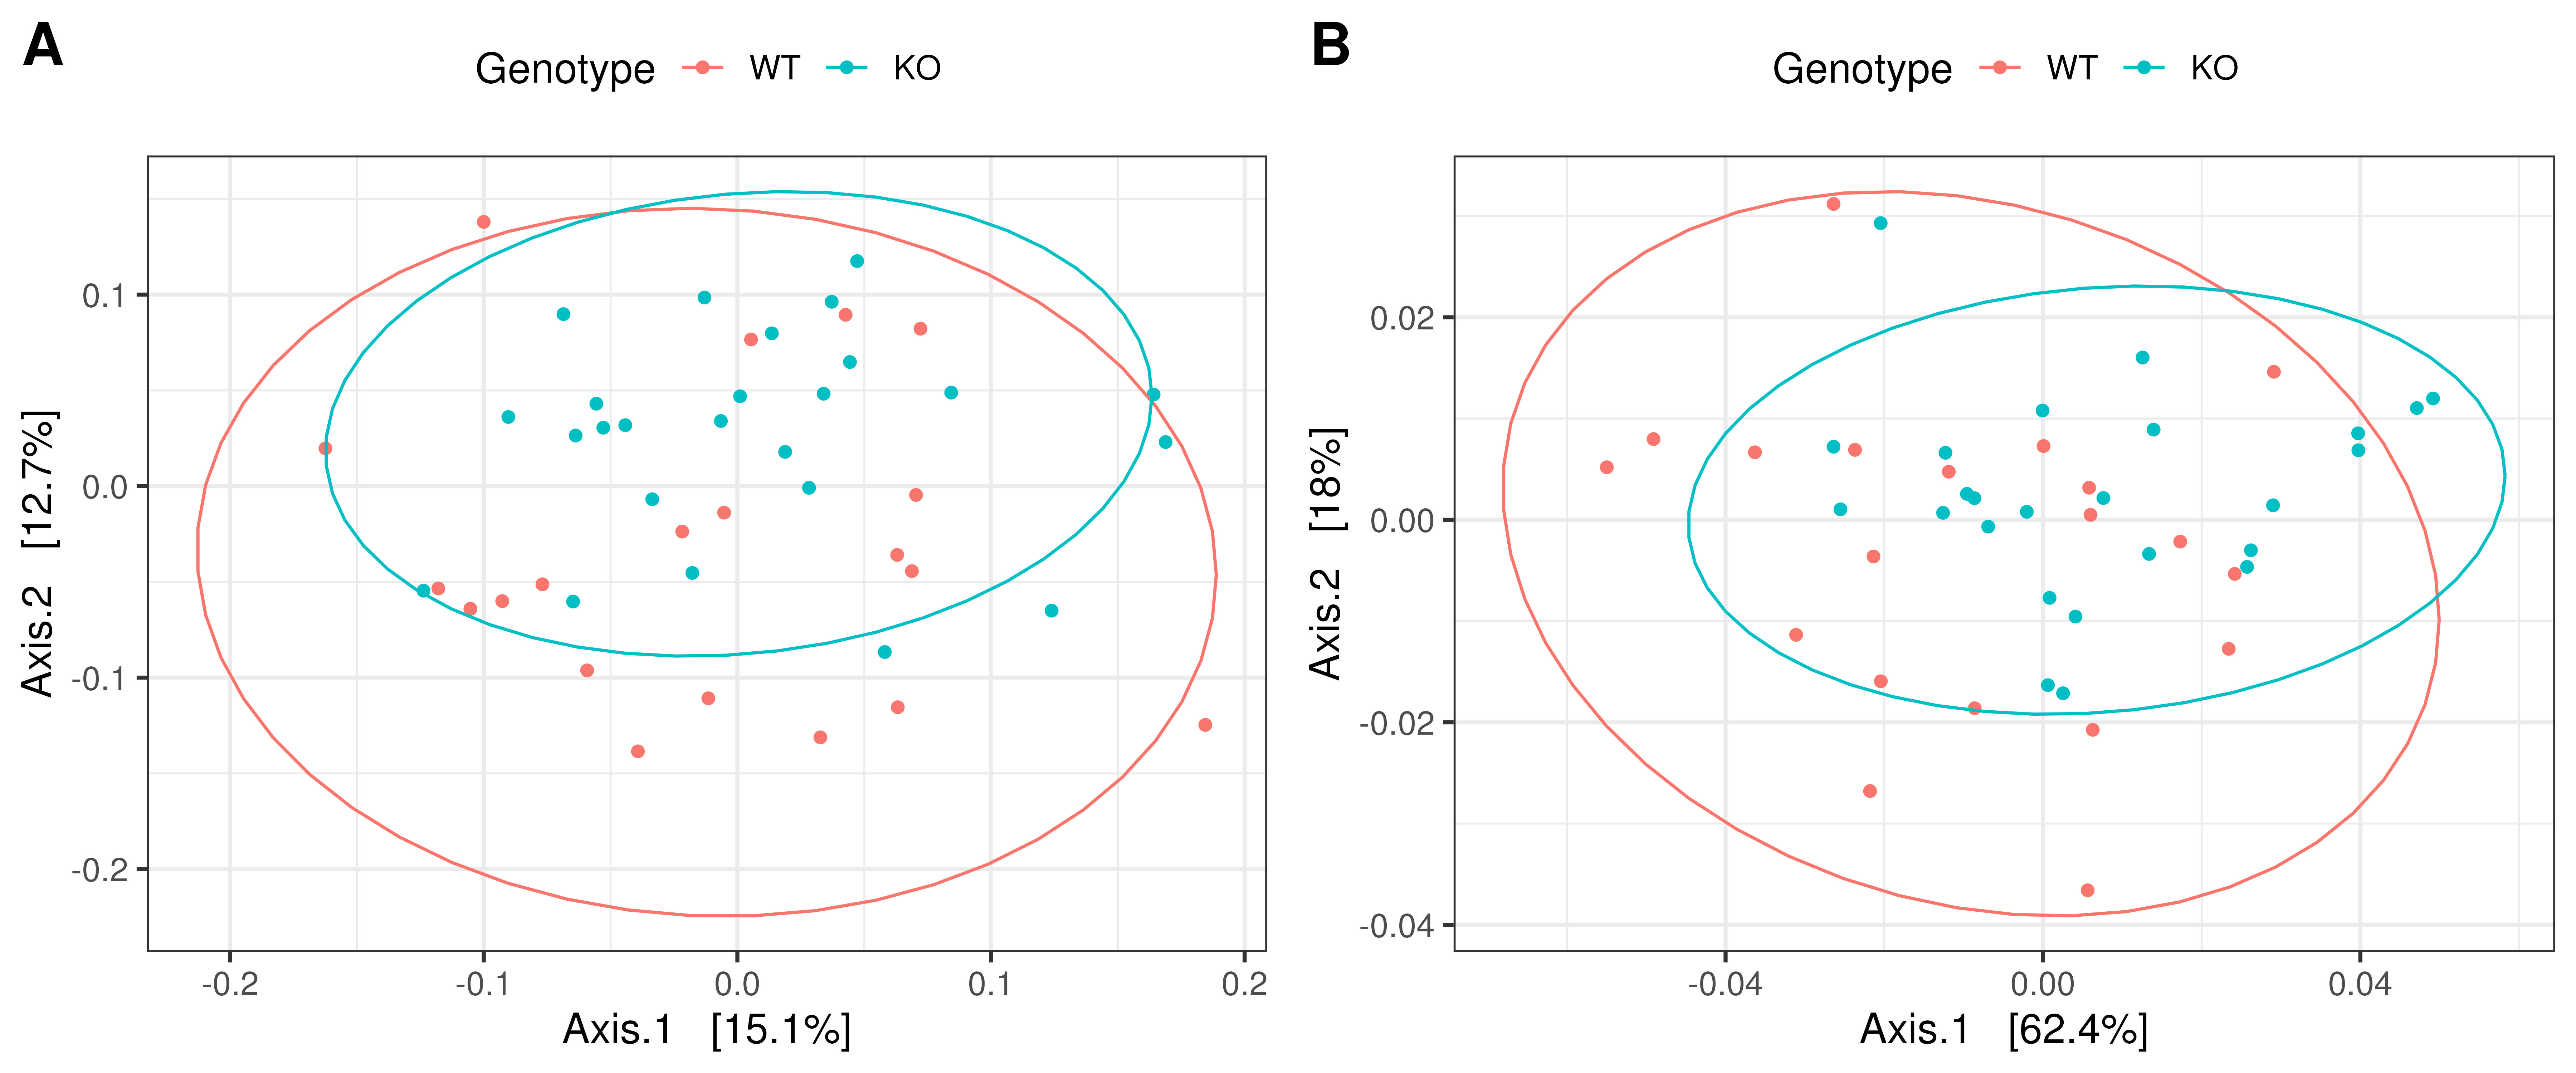 A
Genotype WT KO
0.1
0.0
-0.1
-0.2
Axis.2 [12.7%]
-0.2 -0.1 0.0 0.1 0.2
Axis.1 [15.1%]
B
Genotype WT KO
0.02
0.00
-0.02
-0.04
Axis.2 [18%]
-0.04 0.00 0.04
Axis.1 [62.4%]